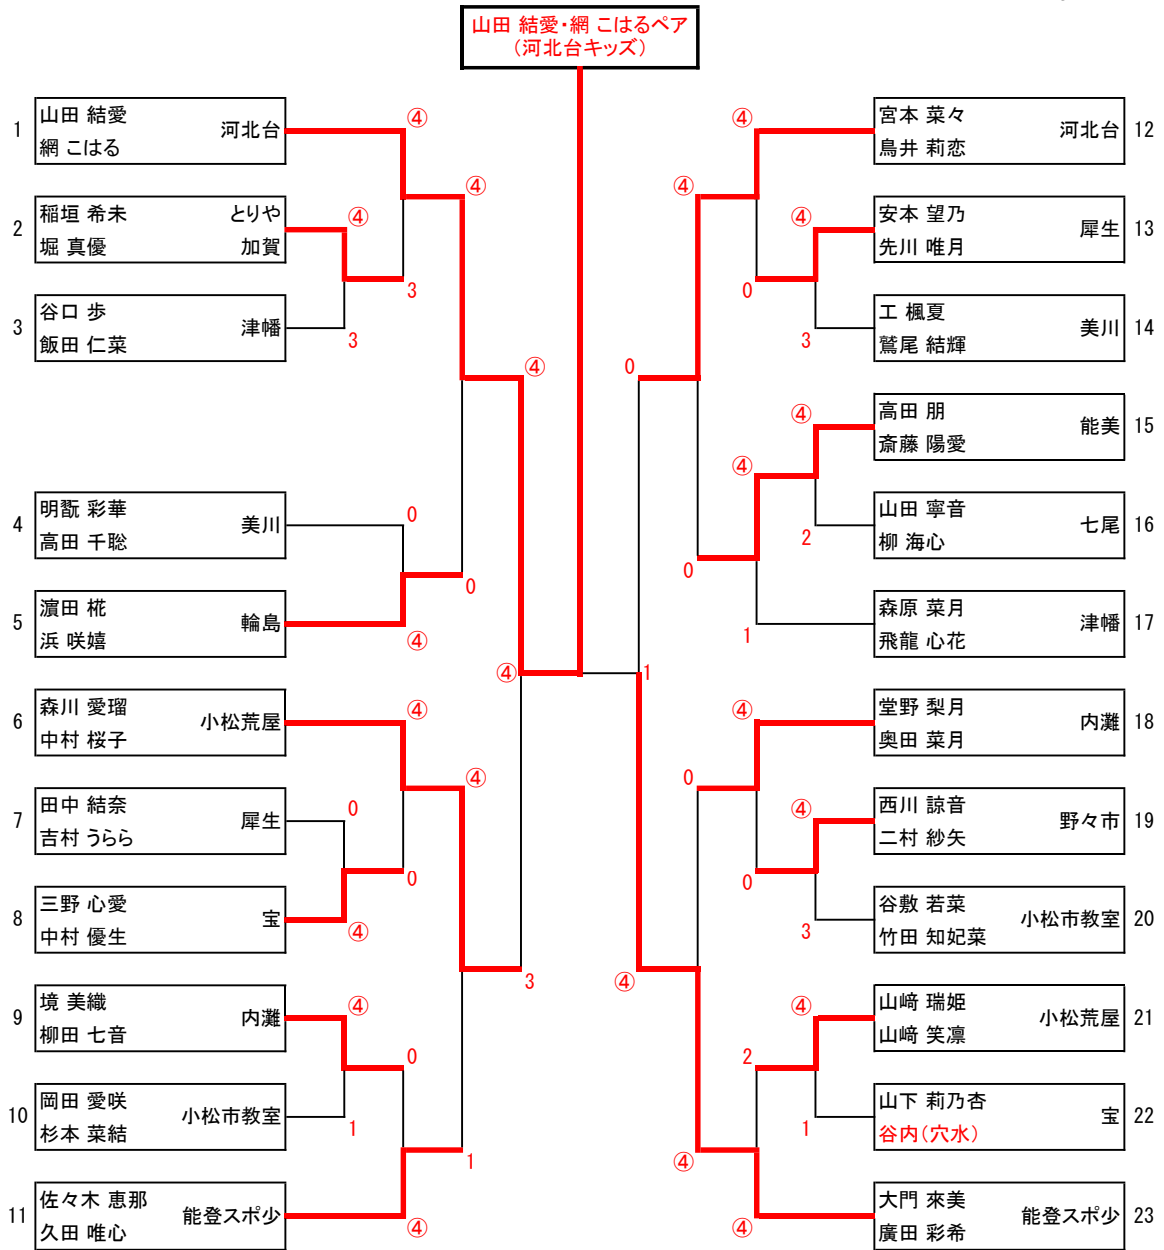 山田 結愛・網 こはるペア
（河北台キッズ）
1 山田 結愛 河北台
網 こはる
④
④
2 稲垣 希未 とりや
堀 真優 加賀
④
3
3 谷口 歩 津幡
飯田 仁菜
3
④
4 明翫 彩華 美川
高田 千聡
0
0
5 濵田 椛 輪島
浜 咲嬉
④
④
6 森川 愛瑠 小松荒屋
中村 桜子
④
④
7 田中 結奈 犀生
吉村 うらら
0
0
8 三野 心愛 宝
中村 優生
④
3
9 境 美織 内灘
柳田 七音
④
0
10 岡田 愛咲 小松市教室
杉本 菜結
1
1
11 佐々木 恵那 能登スポ少
久田 唯心
④
④
宮本 菜々 河北台 12
鳥井 莉恋
④
④
安本 望乃 犀生 13
先川 唯月
0
3
工 楓夏 美川 14
鷲尾 結輝
0
④
高田 朋 能美 15
斎藤 陽愛
④
2
山田 寧音 七尾 16
柳 海心
0
1
森原 菜月 津幡 17
飛龍 心花
1
④
堂野 梨月 内灘 18
奥田 菜月
0
④
西川 諒音 野々市 19
二村 紗矢
0
3
谷敷 若菜 小松市教室 20
竹田 知妃菜
④
④
山﨑 瑞姫 小松荒屋 21
山﨑 笑凛
2
1
山下 莉乃杏 宝 22
谷内（穴水）
④
④
大門 來美 能登スポ少 23
廣田 彩希